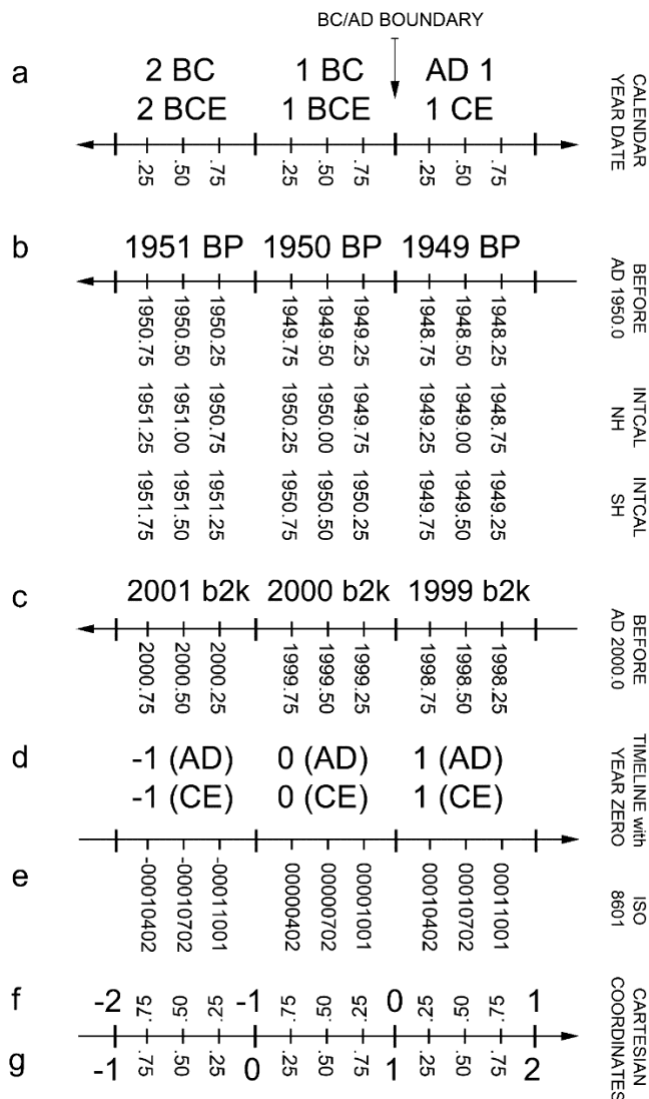 BC/AD BOUNDARY
a
2 BC 1 BC AD 1
2 BCE 1 BCE 1 CE
CALENDAR
YEAR DATE
.25 .50 .75 .25 .50 .75 .25 .50 .75
b
1951 BP 1950 BP 1949 BP
BEFORE
AD 1950.0
1950.75 1950.50 1950.25 1949.75 1949.50 1949.25 1948.75 1948.50 1948.25
INTCAL
NH
1951.25 1951.00 1950.75 1950.25 1950.00 1949.75 1949.25 1949.00 1948.75
INTCAL
SH
1951.75 1951.50 1951.25 1950.75 1950.50 1950.25 1949.75 1949.50 1949.25
c
2001 b2k 2000 b2k 1999 b2k
BEFORE
AD 2000.0
2000.75 2000.50 2000.25 1999.75 1999.50 1999.25 1998.75 1998.50 1998.25
d
-1 (AD) 0 (AD) 1 (AD)
-1 (CE) 0 (CE) 1 (CE)
TIMELINE with
YEAR ZERO
e
-00010402 -00010702 -00011001 00000402 00000702 00001001 00010402 00010702 00011001
ISO
8601
f
-2 .75 .50 .25 -1 .75 .50 .25 0 .25 .50 .75 1
CARTESIAN
COORDINATES
g
-1 .75 .50 .25 0 .25 .50 .75 1 .25 .50 .75 2